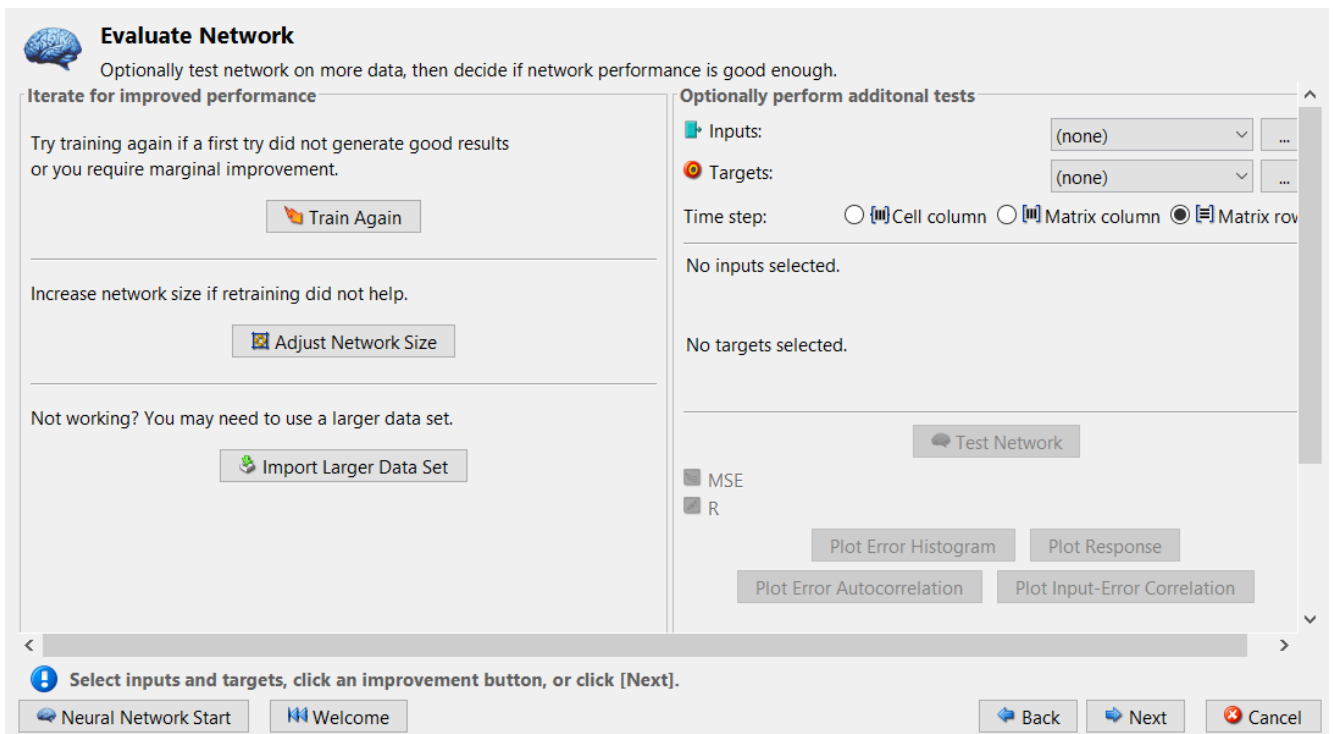 Evaluate Network
Optionally test network on more data, then decide if network performance is good enough.
Iterate for improved performance
Try training again if a first try did not generate good results
or you require marginal improvement.
Train Again
Increase network size if retraining did not help.
Adjust Network Size
Not working? You may need to use a larger data set.
Import Larger Data Set
Optionally perform additonal tests
Inputs: (none) ...
Targets: (none) ...
Time step: Cell column Matrix column Matrix row
No inputs selected.
No targets selected.
Test Network
MSE
R
Plot Error Histogram Plot Response
Plot Error Autocorrelation Plot Input-Error Correlation
Select inputs and targets, click an improvement button, or click [Next].
Neural Network Start Welcome Back Next Cancel